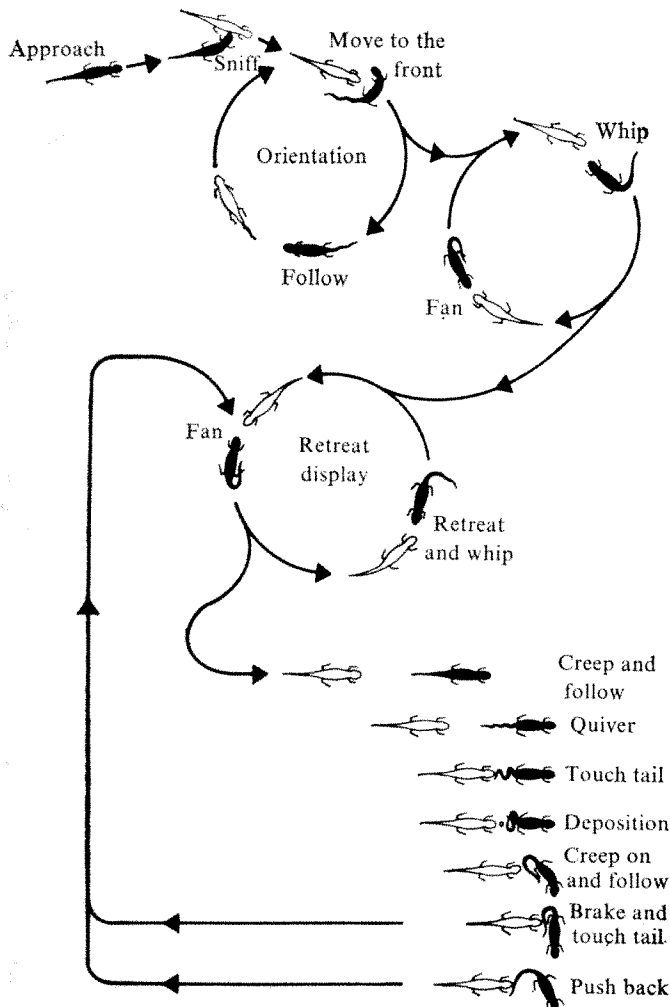 Approach
Sniff
Move to the
front
Orientation
Follow
Whip
Fan
Fan
Retreat
display
Retreat
and whip
Creep and
follow
Quiver
Touch tail
Deposition
Creep on
and follow
Brake and
touch tail
Push back